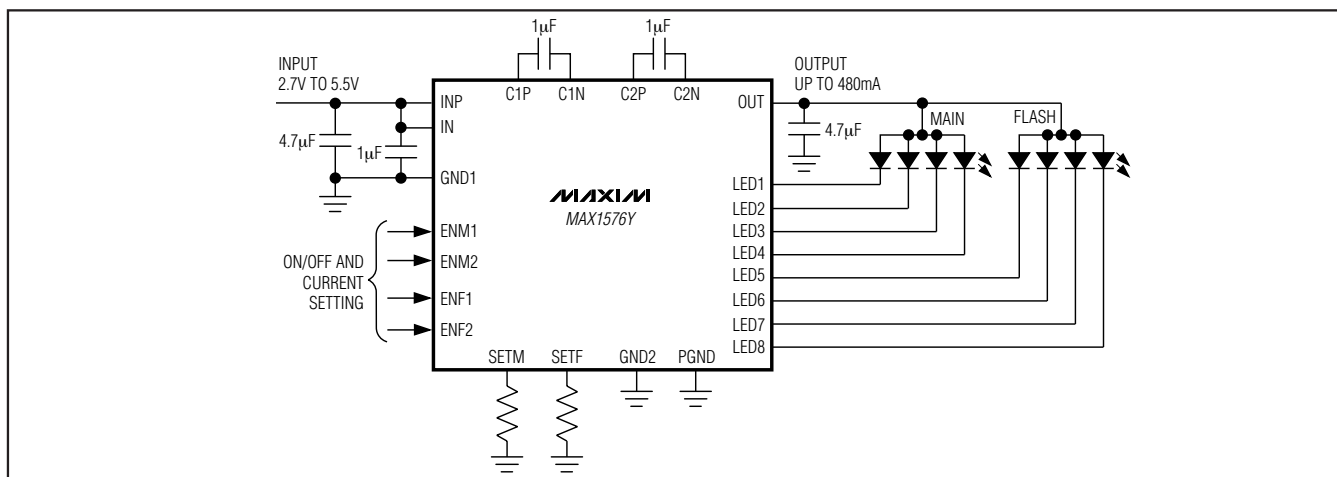 1µF
1µF
INPUT
2.7V TO 5.5V
OUTPUT
UP TO 480mA
C1P
C1N
C2P
C2N
INP
OUT
IN
MAIN
FLASH
4.7µF
1µF
4.7µF
GND1
LED1
MAXIM
MAX1576Y
LED2
ENM1
LED3
ENM2
LED4
ON/OFF AND
CURRENT
SETTING
LED5
ENF1
LED6
ENF2
LED7
LED8
SETM
SETF
GND2
PGND